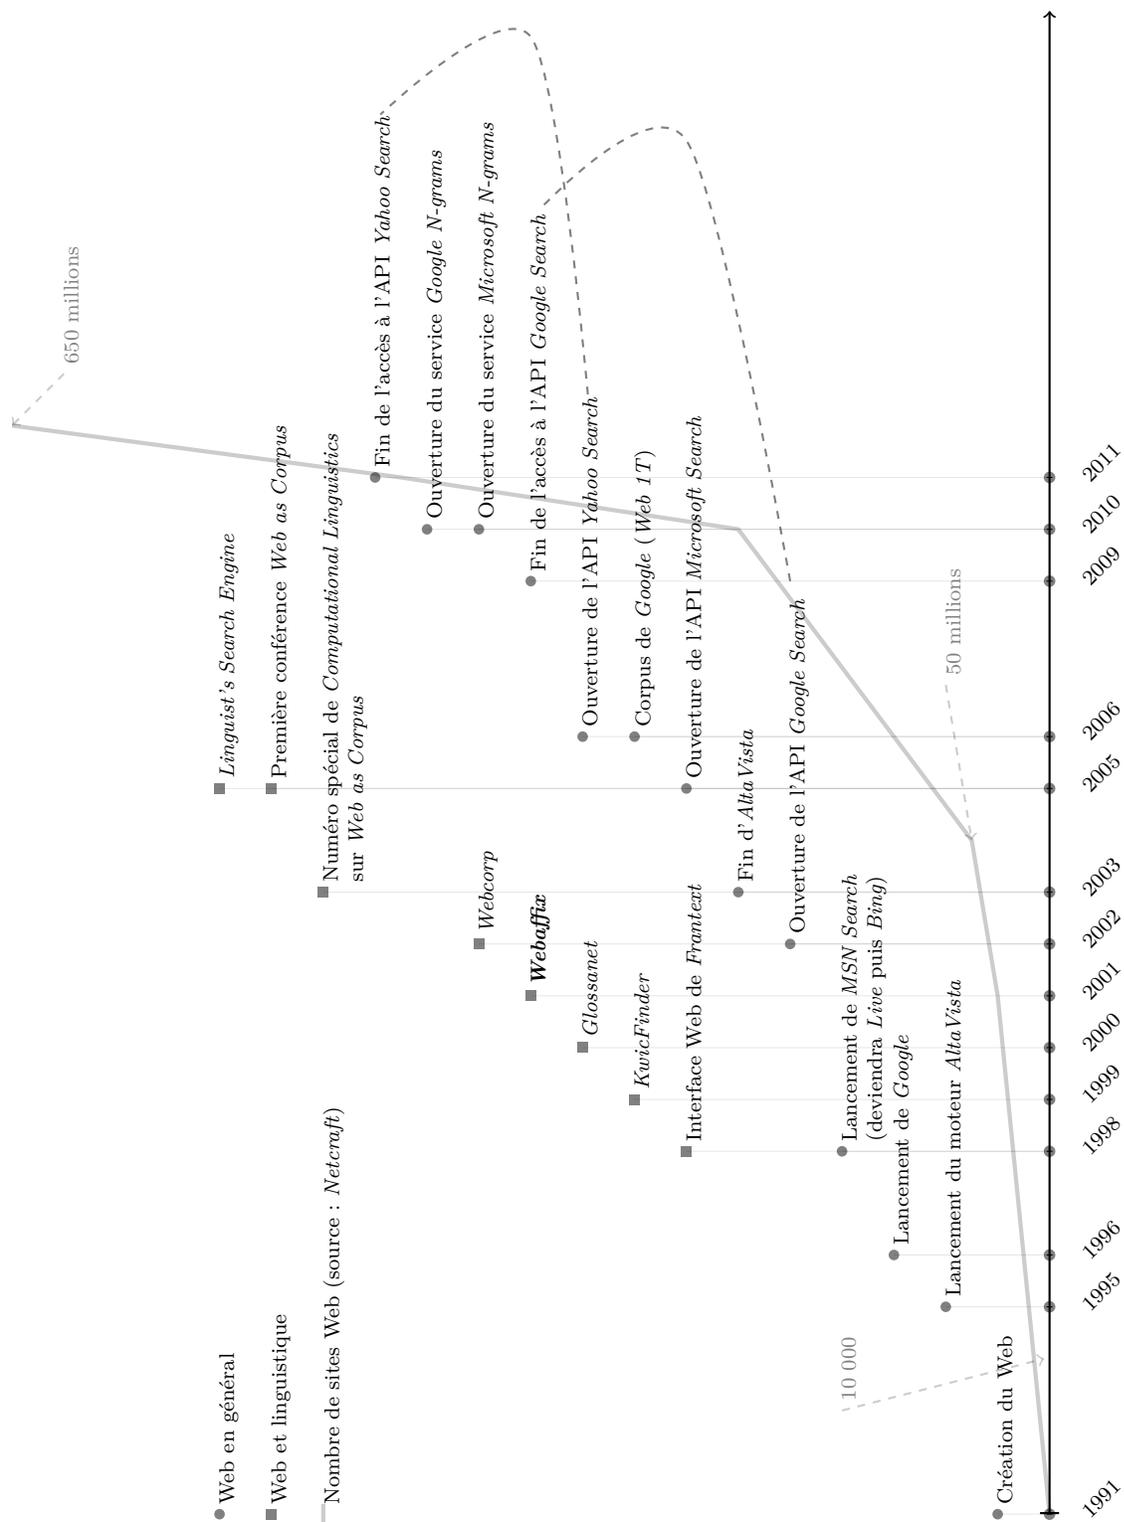 Web en général
Web et linguistique
Nombre de sites Web (source : Netcraft)
Linguist's Search Engine
Première conférence Web as Corpus
Numéro spécial de Computational Linguistics
sur Web as Corpus
Webcorp
Webaffix
Glossanet
KwicFinder
Interface Web de Frantext
650 millions
Fin de l'accès à l'API Yahoo Search
Ouverture du service Google N-grams
Ouverture du service Microsoft N-grams
Fin de l'accès à l'API Google Search
Ouverture de l'API Yahoo Search
Corpus de Google (Web 1T)
Ouverture de l'API Microsoft Search
Fin d'AltaVista
Ouverture de l'API Google Search
Lancement de MSN Search
(deviendra Live puis Bing)
Lancement de Google
Lancement du moteur AltaVista
50 millions
10 000
Création du Web
1991
1995
1996
1998
1999
2000
2001
2002
2003
2005
2006
2009
2010
2011